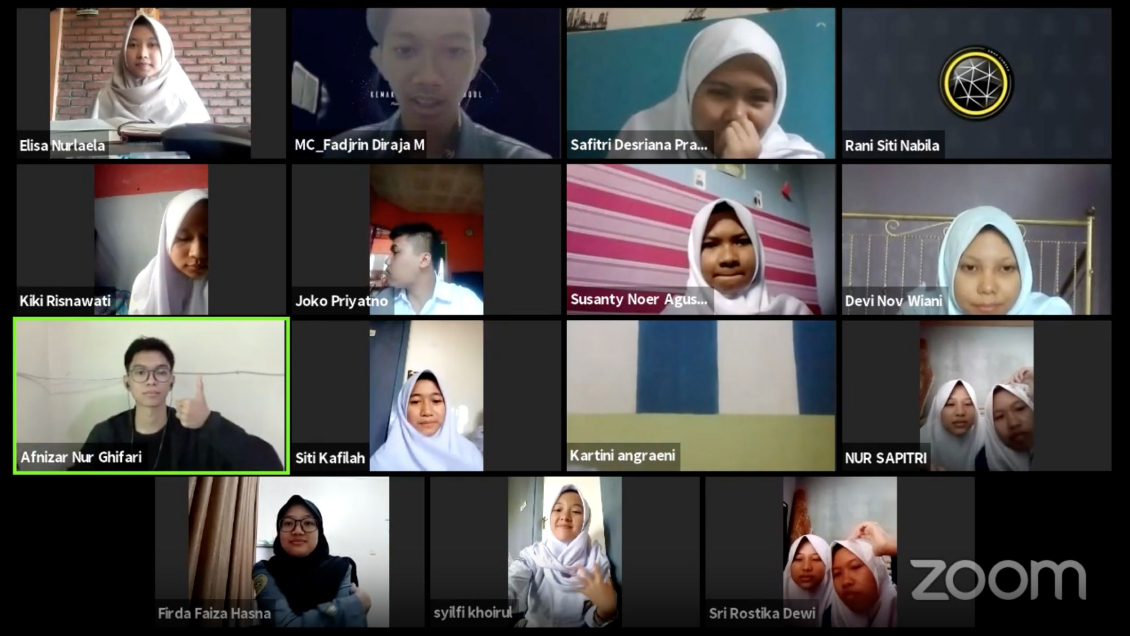 Elisa Nurlaela
MC_Fadjrin Diraja M
Safitri Desriana Pra...
Rani Siti Nabila
Kiki Risnawati
Joko Priyatno
Susanty Noer Agus...
Devi Nov Wiani
Afnizar Nur Ghifari
Siti Kafilah
Kartini angraeni
NUR SAPITRI
Firda Faiza Hasna
syilfi khoirul
Sri Rostika Dewi
zoom